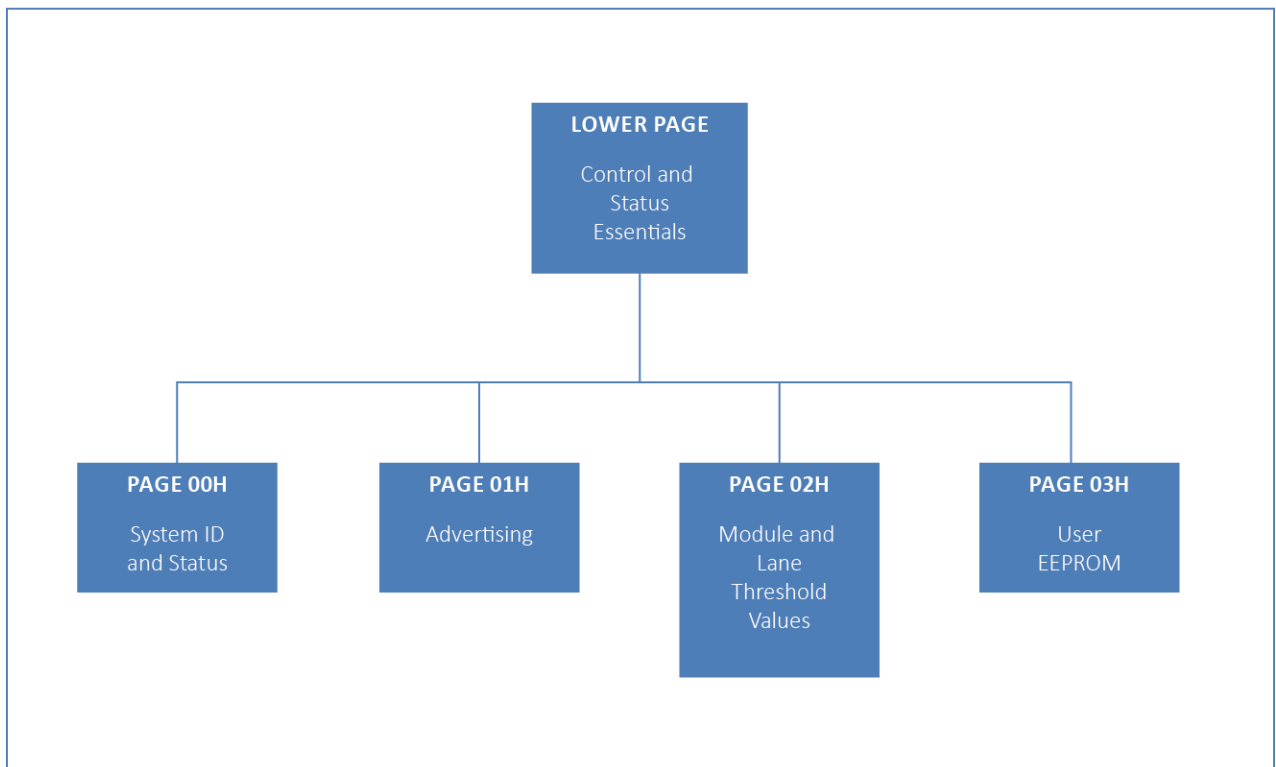 LOWER PAGE
Control and
Status
Essentials
PAGE 00H
System ID
and Status
PAGE 01H
Advertising
PAGE 02H
Module and
Lane
Threshold
Values
PAGE 03H
User
EEPROM